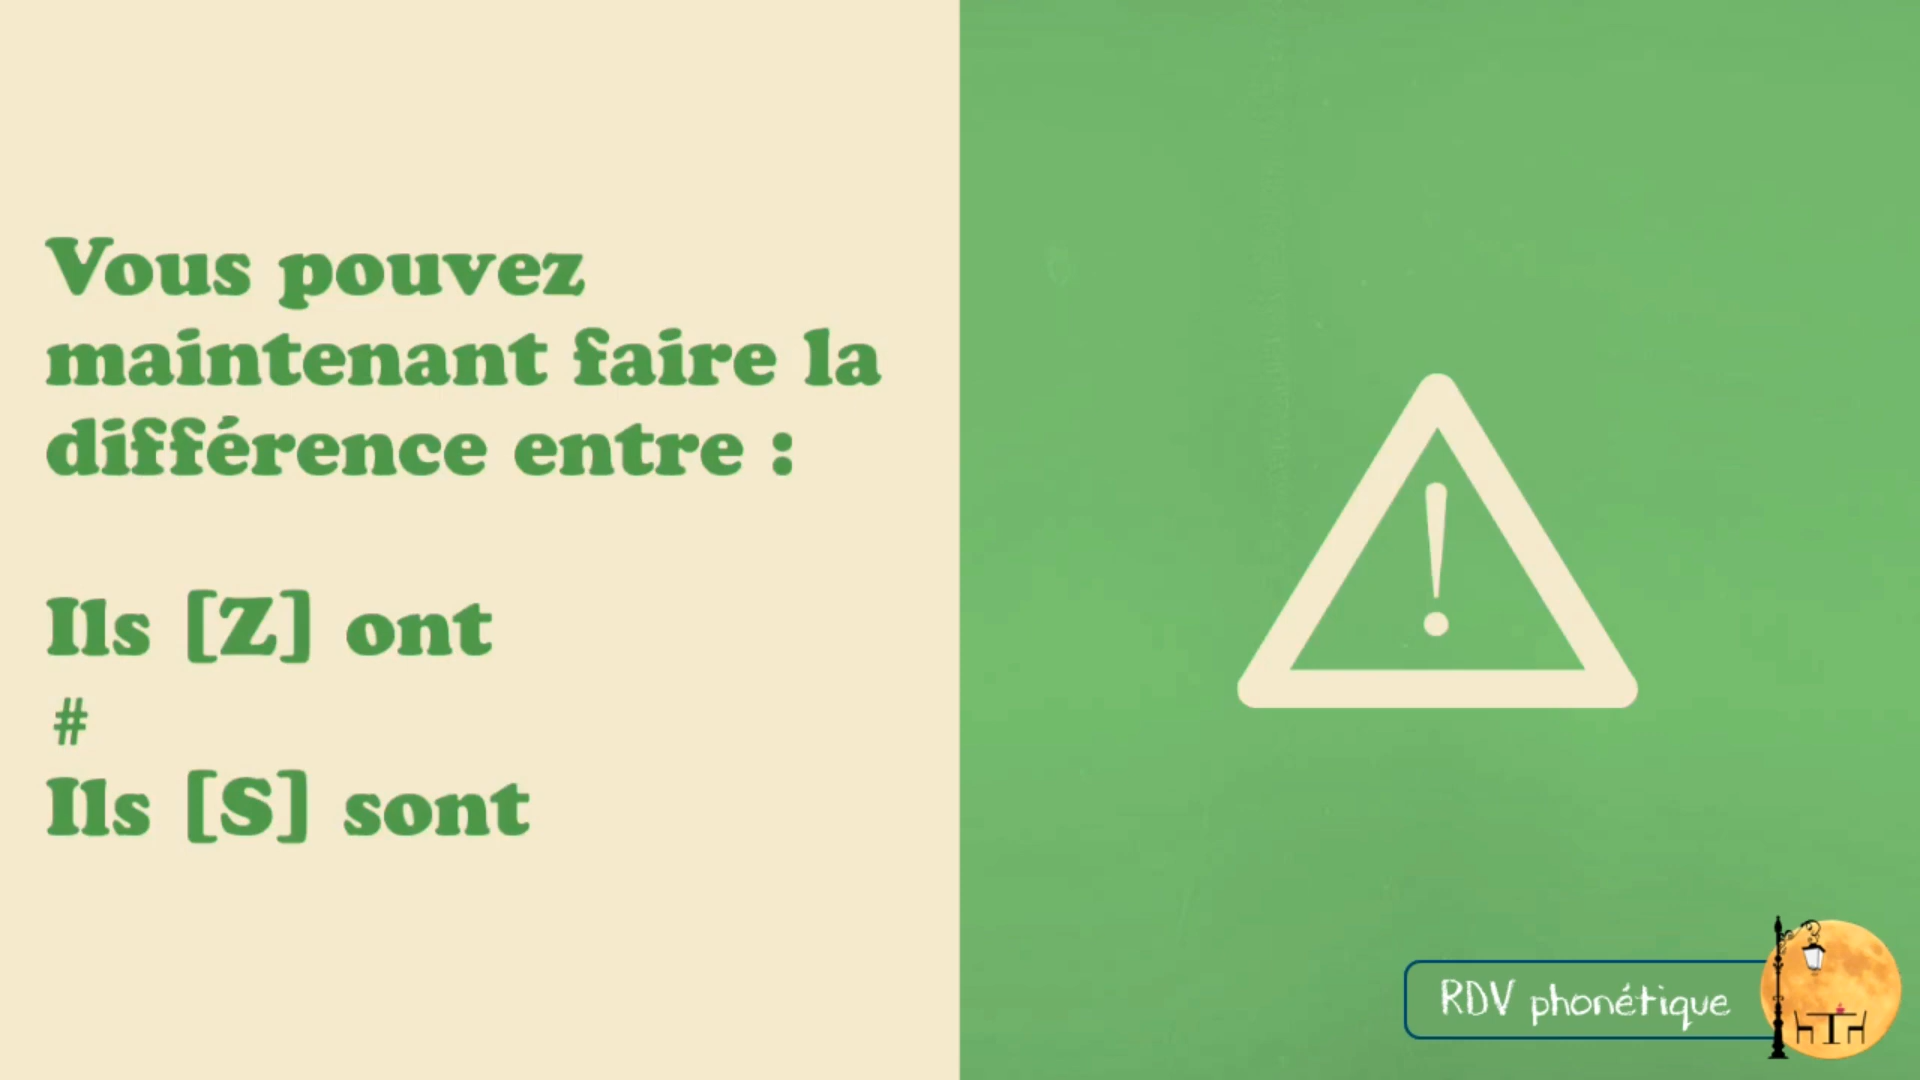 Vous pouvez
maintenant faire la
différence entre :
Ils [Z] ont
#
Ils [S] sont
RDV phonétique